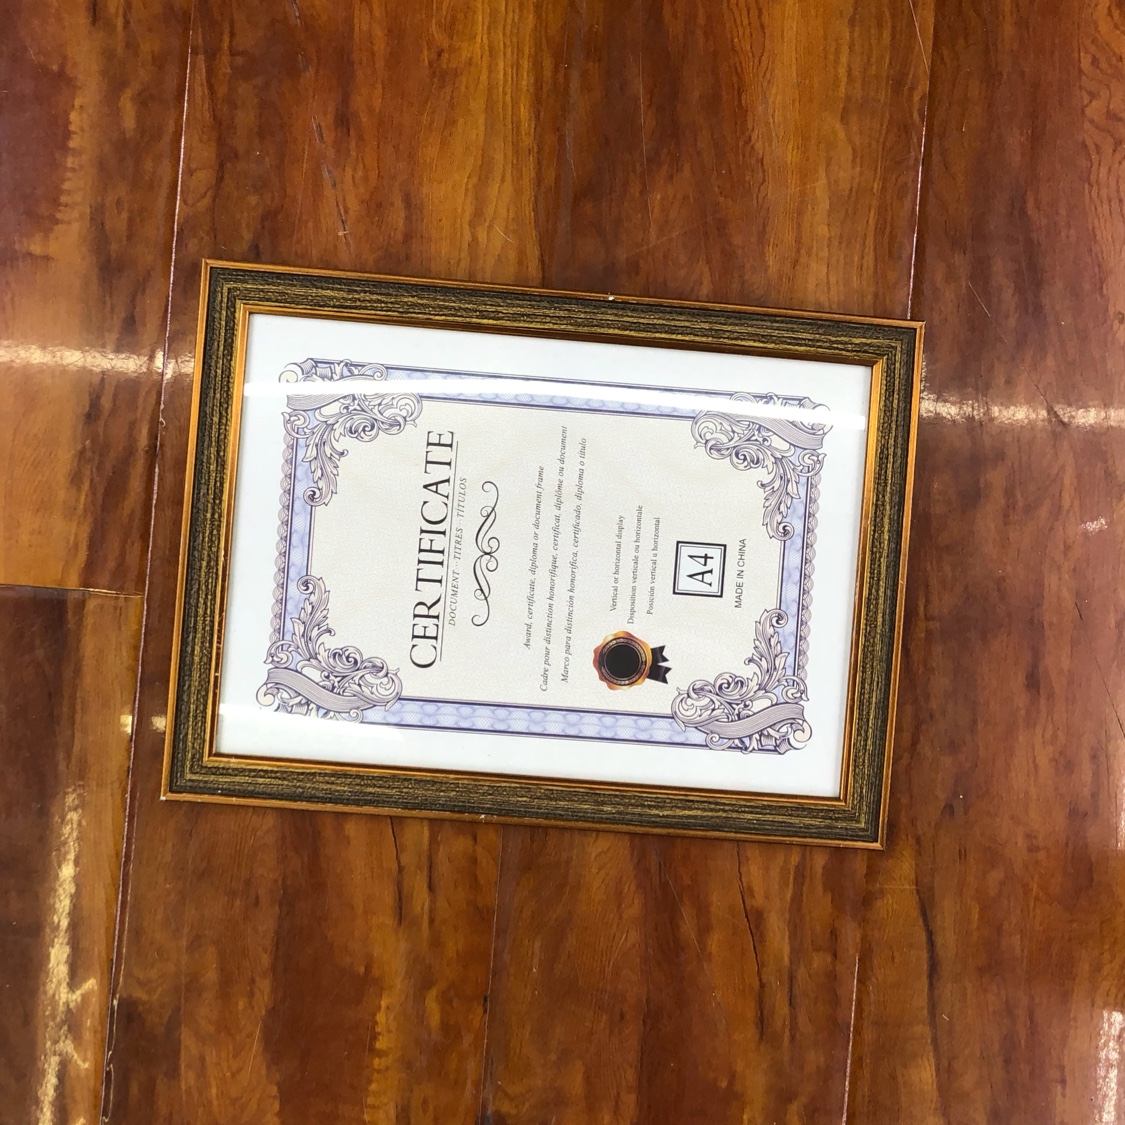 CERTIFICATE
DOCUMENT · TITRES · TÍTULOS
Award, certificate, diploma or document frame
Cadre pour distinction honorifique, certificat, diplôme ou document
Marco para distinción honorífica, certificado, diploma o título
Vertical or horizontal display
Disposition verticale ou horizontale
Posición vertical u horizontal
A4
MADE IN CHINA